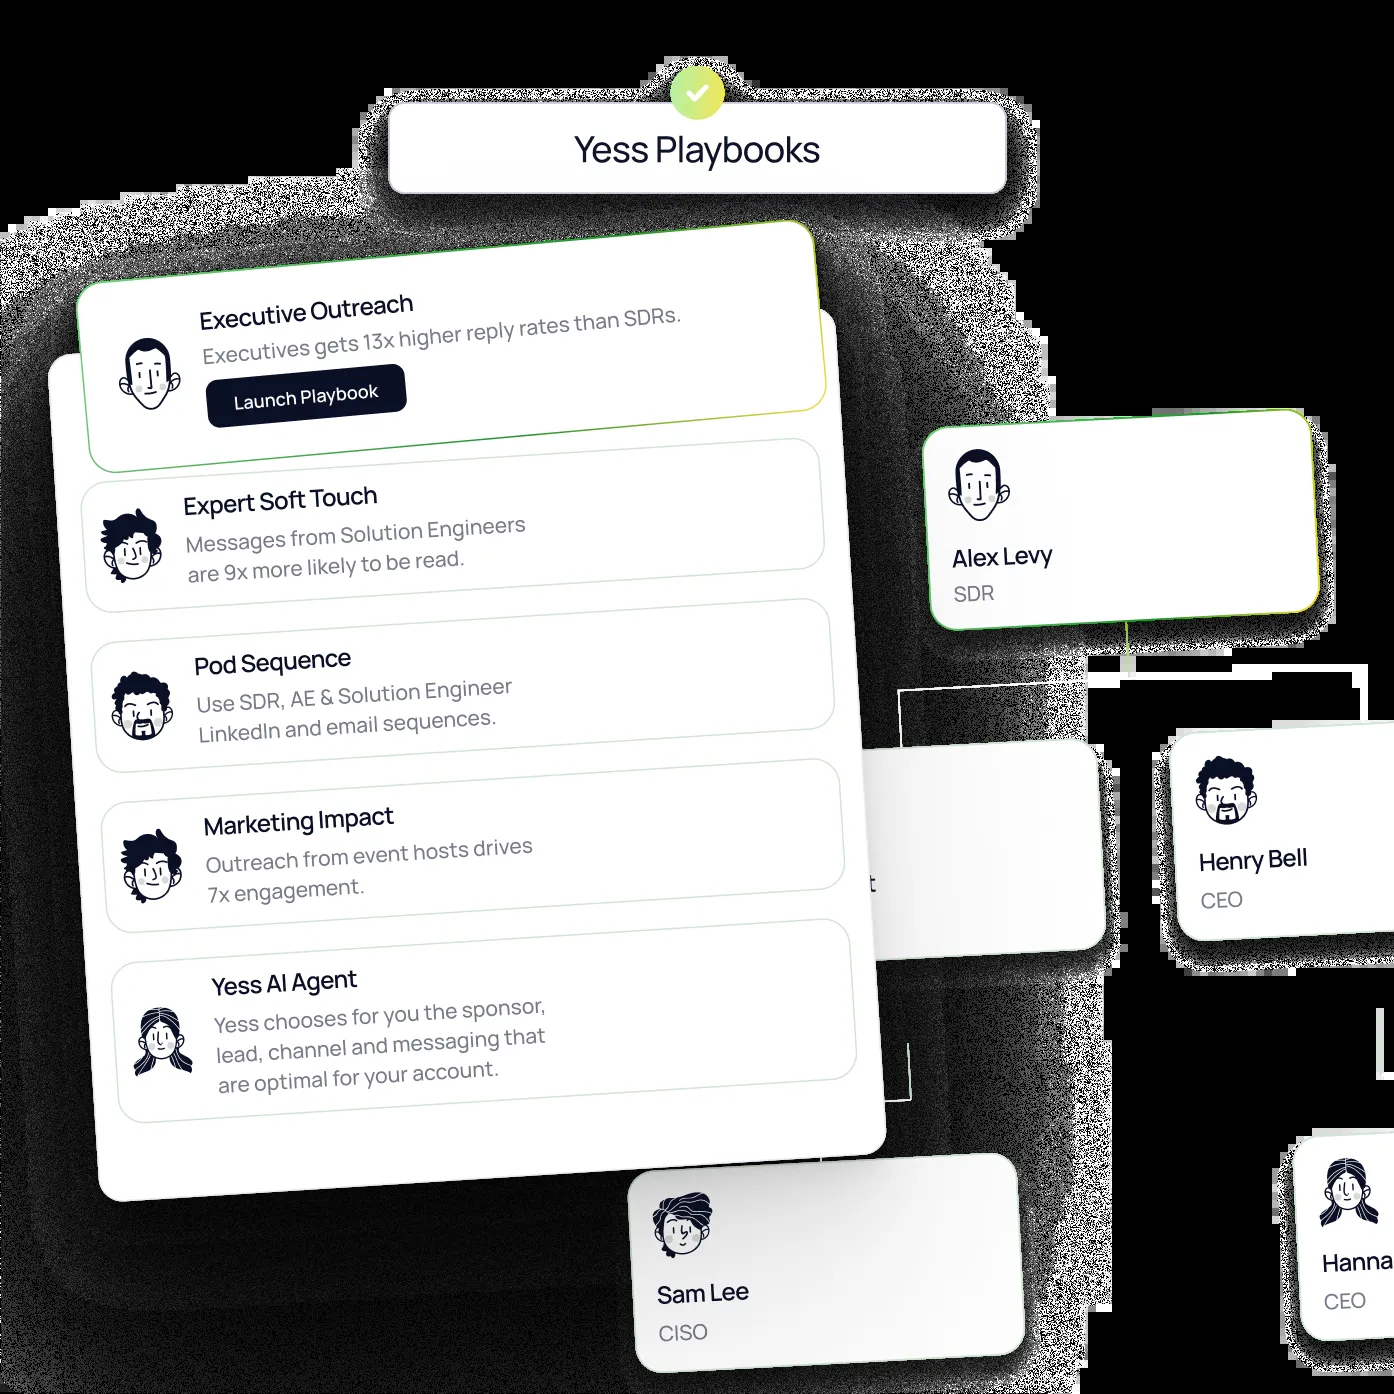 Yess Playbooks
Executive Outreach
Executives gets 13x higher reply rates than SDRs.
Launch Playbook
Expert Soft Touch
Messages from Solution Engineers
are 9x more likely to be read.
Pod Sequence
Use SDR, AE & Solution Engineer
LinkedIn and email sequences.
Marketing Impact
Outreach from event hosts drives
7x engagement.
Yess AI Agent
Yess chooses for you the sponsor,
lead, channel and messaging that
are optimal for your account.
Alex Levy
SDR
t
Henry Bell
CEO
Sam Lee
CISO
Hanna
CEO